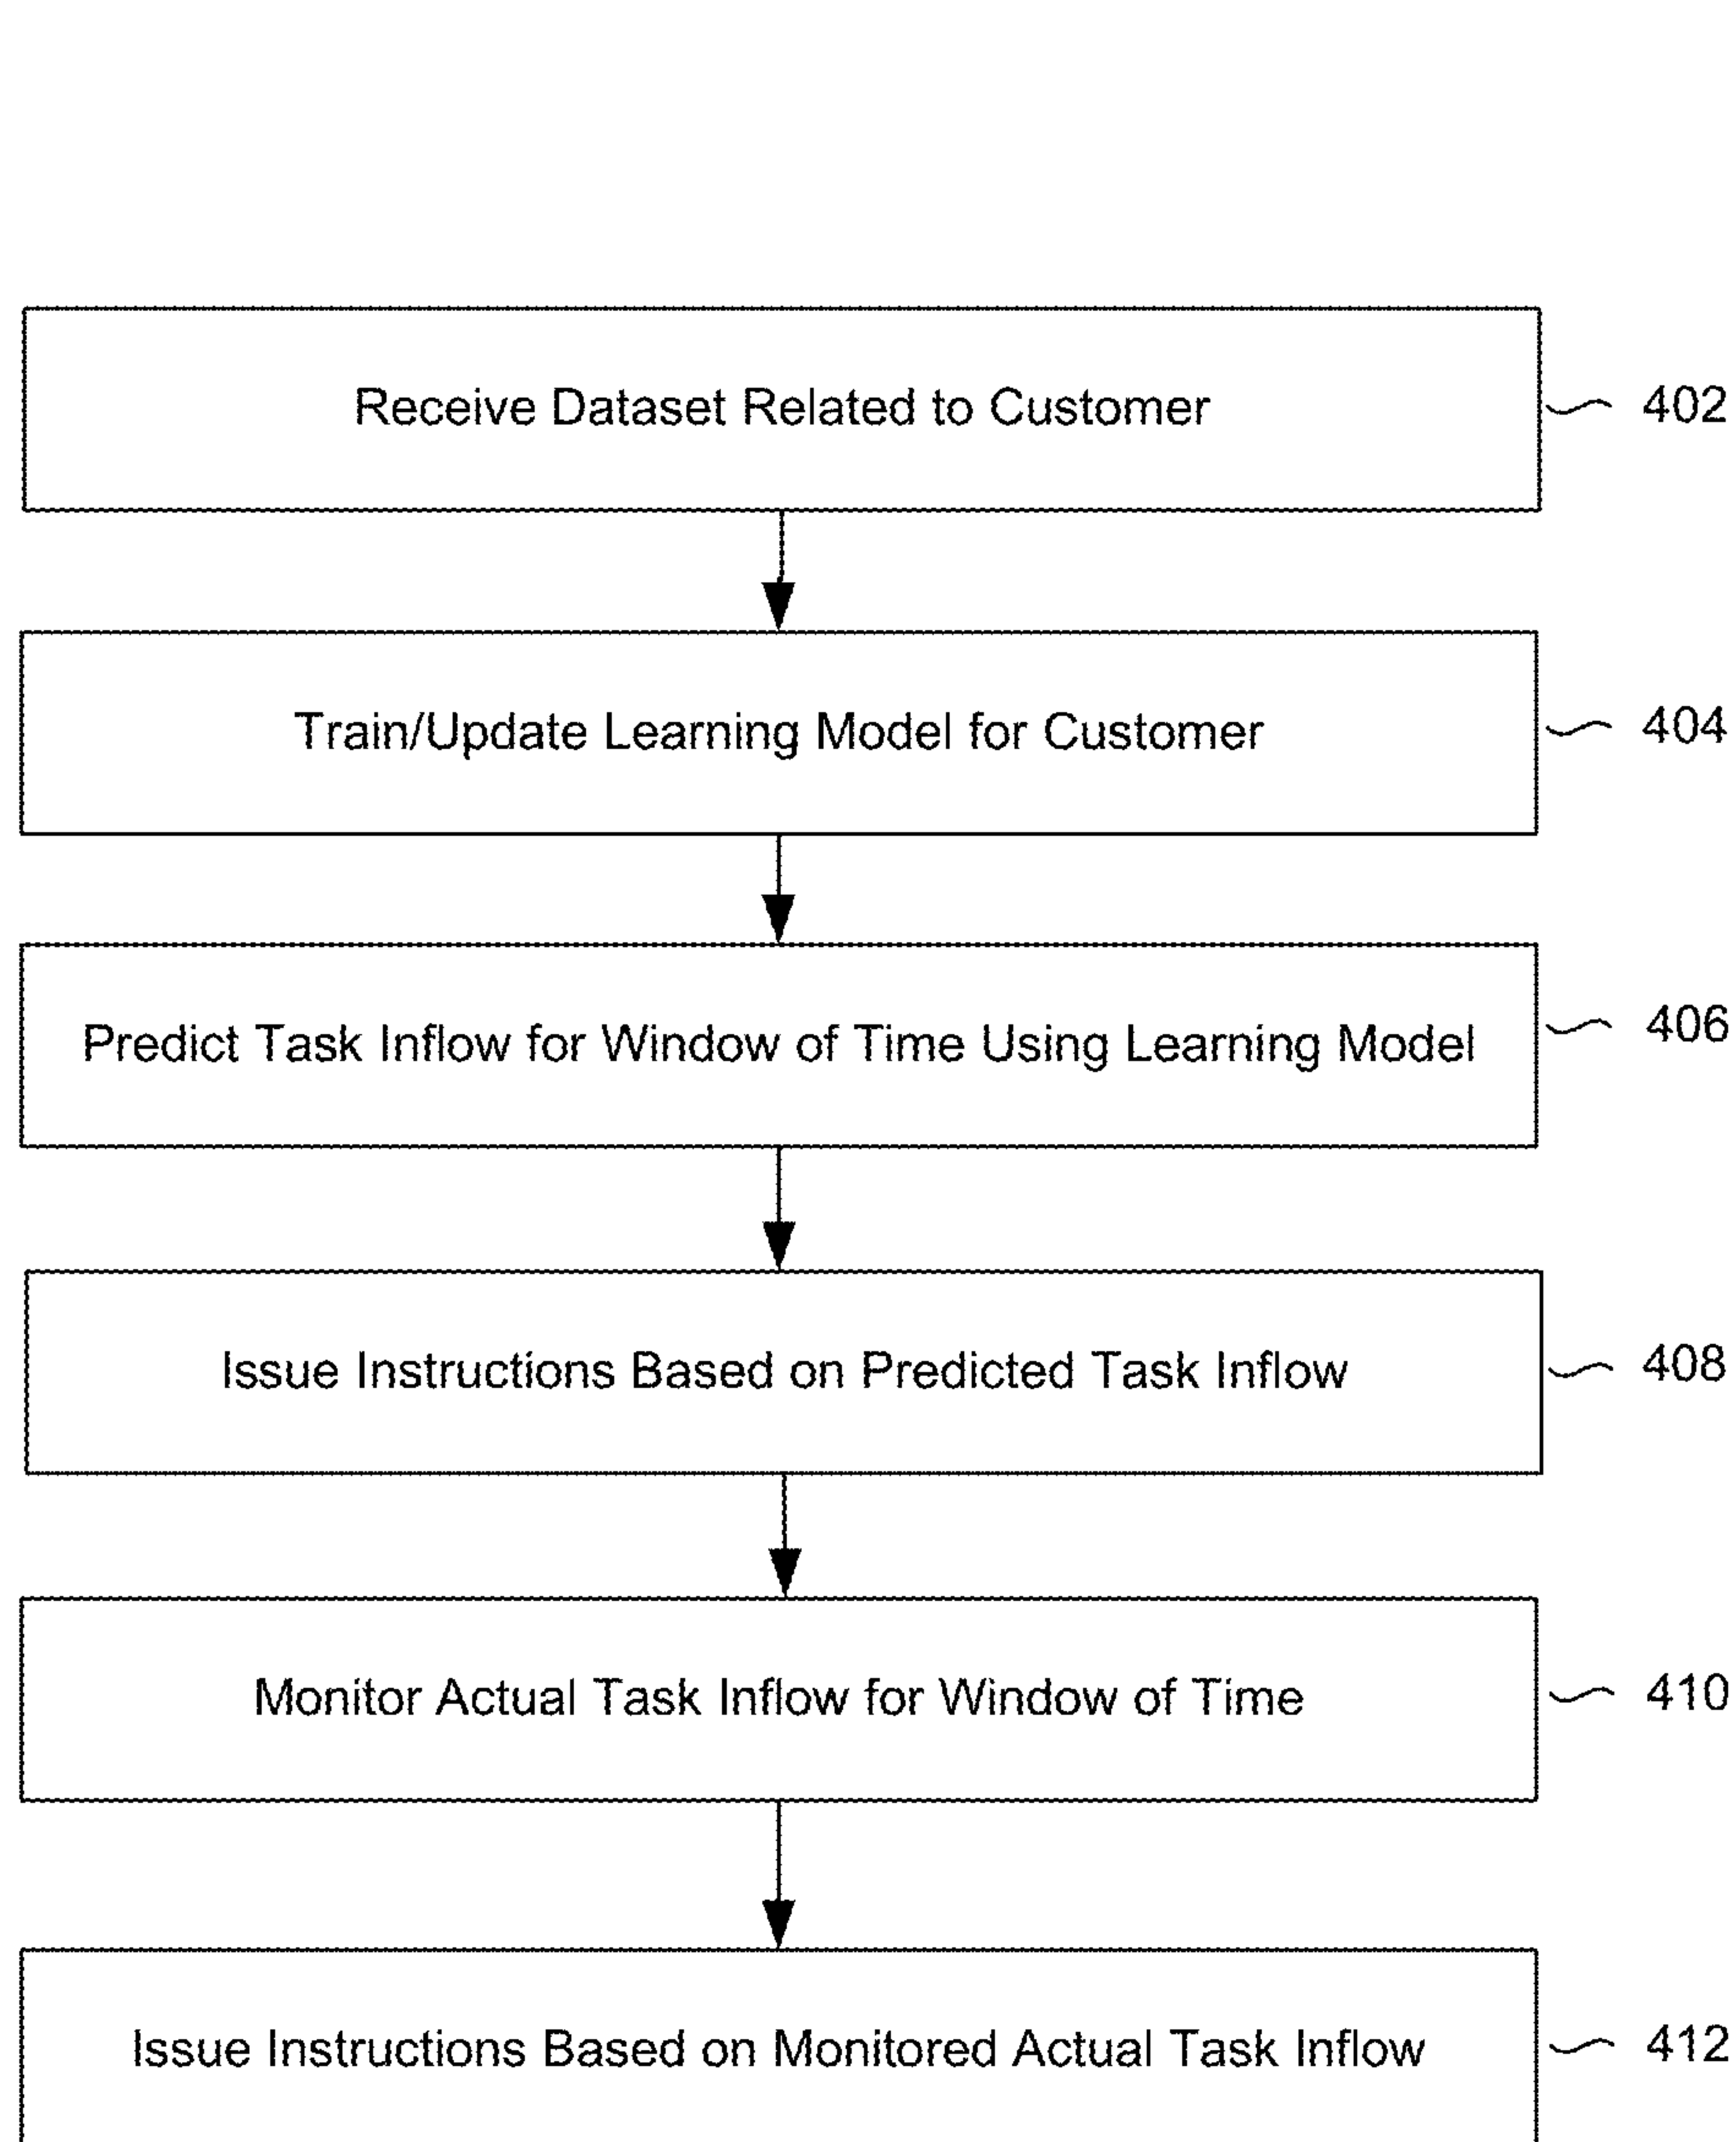 Receive Dataset Related to Customer
402
Train/Update Learning Model for Customer
404
Predict Task Inflow for Window of Time Using Learning Model
406
Issue Instructions Based on Predicted Task Inflow
408
Monitor Actual Task Inflow for Window of Time
410
Issue Instructions Based on Monitored Actual Task Inflow
412